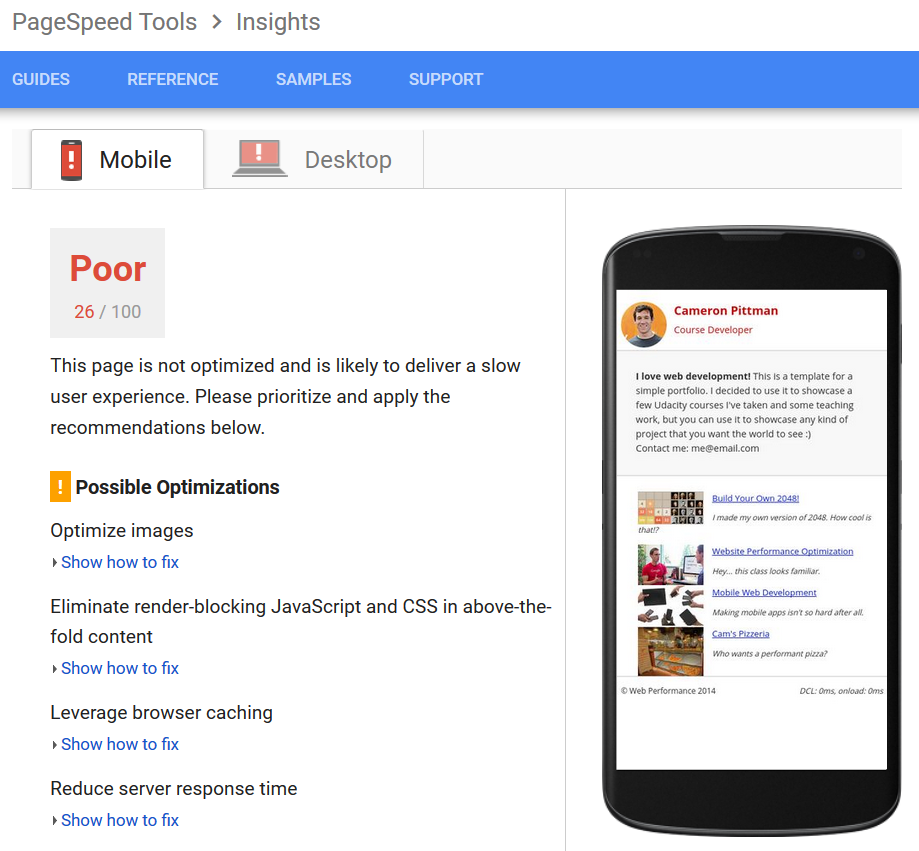 PageSpeed Tools > Insights
GUIDES REFERENCE SAMPLES SUPPORT
! Mobile ! Desktop
Poor
26 / 100
This page is not optimized and is likely to deliver a slow
user experience. Please prioritize and apply the
recommendations below.
! Possible Optimizations
Optimize images
Show how to fix
Eliminate render-blocking JavaScript and CSS in above-the-
fold content
Show how to fix
Leverage browser caching
Show how to fix
Reduce server response time
Show how to fix
Cameron Pittman
Course Developer
I love web development! This is a template for a
simple portfolio. I decided to use it to showcase a
few Udacity courses I've taken and some teaching
work, but you can use it to showcase any kind of
project that you want the world to see :)
Contact me: me@email.com
Build Your Own 2048!
I made my own version of 2048. How cool is
that!?
Website Performance Optimization
Hey... this class looks familiar.
Mobile Web Development
Making mobile apps isn't so hard after all.
Cam's Pizzeria
Who wants a performant pizza?
© Web Performance 2014 DCL: 0ms, onload: 0ms